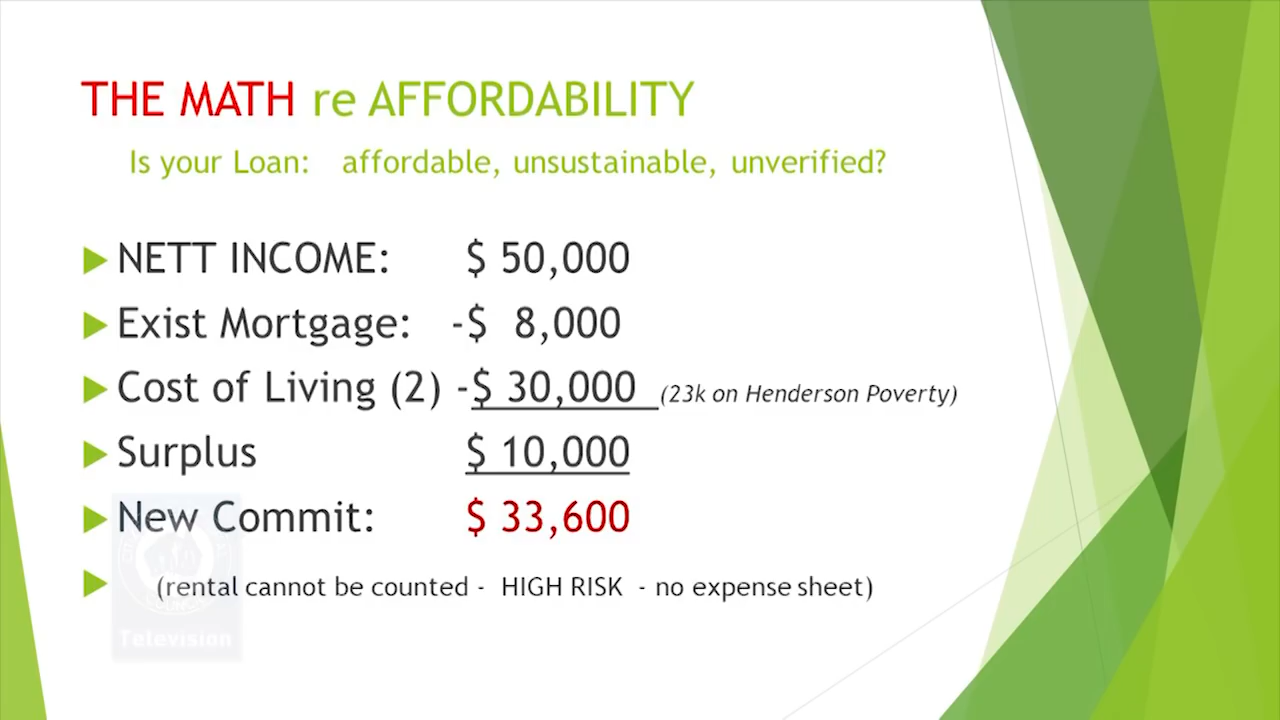 THE MATH re AFFORDABILITY
Is your Loan: affordable, unsustainable, unverified?
NETT INCOME: $ 50,000
Exist Mortgage: -$ 8,000
Cost of Living (2) -$ 30,000 (23k on Henderson Poverty)
Surplus $ 10,000
New Commit: $ 33,600
(rental cannot be counted - HIGH RISK - no expense sheet)
Television